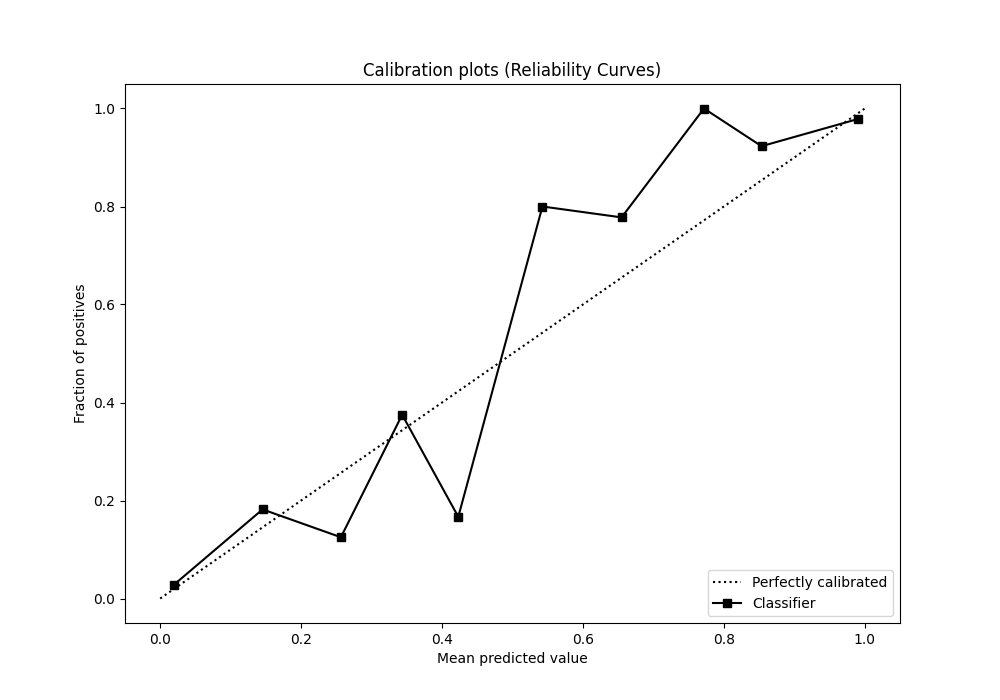 Calibration plots (Reliability Curves)
1.0
0.8
0.6
0.4
0.2
0.0
Fraction of positives
0.0 0.2 0.4 0.6 0.8 1.0
Mean predicted value
Perfectly calibrated
Classifier